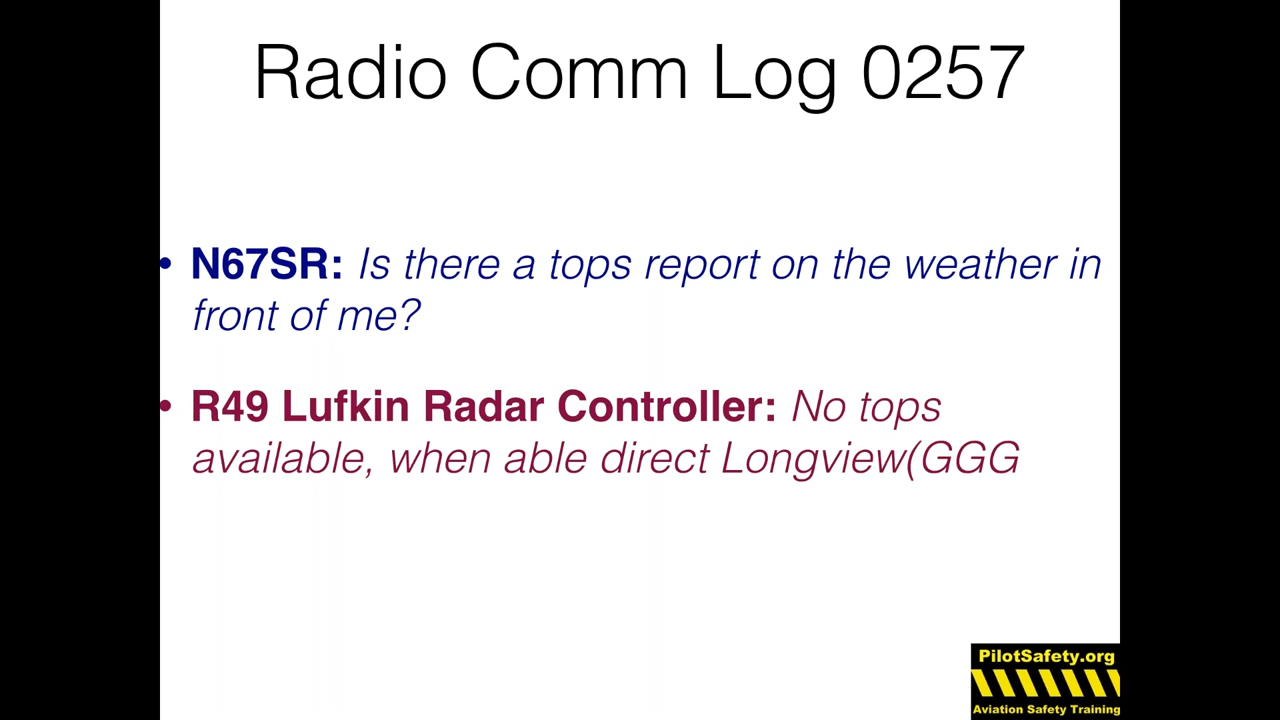 Radio Comm Log 0257
• N67SR: Is there a tops report on the weather in
front of me?
• R49 Lufkin Radar Controller: No tops
available, when able direct Longview(GGG
PilotSafety.org
Aviation Safety Training